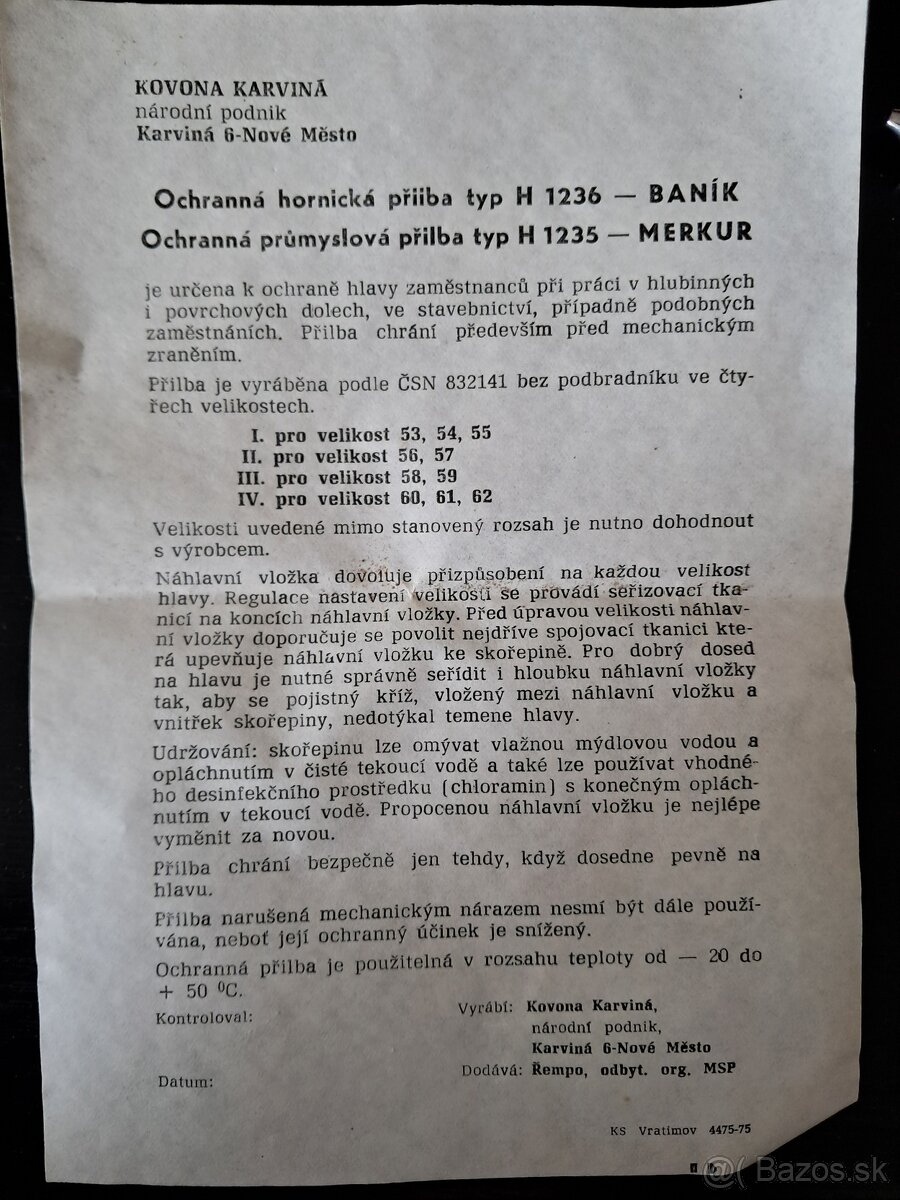 KOVONA KARVINÁ
národní podnik
Karviná 6-Nové Město
Ochranná hornická přiiba typ H 1236 — BANÍK
Ochranná průmyslová přilba typ H 1235 — MERKUR
je určena k ochraně hlavy zaměstnanců při práci v hlubinných
i povrchových dolech, ve stavebnictví, případně podobných
zaměstnáních. Přilba chrání především před mechanickým
zraněním.
Přilba je vyráběna podle ČSN 832141 bez podbradníku ve čty-
řech velikostech.
I. pro velikost 53, 54, 55
II. pro velikost 56, 57
III. pro velikost 58, 59
IV. pro velikost 60, 61, 62
Velikosti uvedené mimo stanovený rozsah je nutno dohodnout
s výrobcem.
Náhlavní vložka dovoluje přizpůsobení na každou velikost
hlavy. Regulace nastavení velikosti se provádí seřizovací tka-
nicí na koncích náhlavní vložky. Před úpravou velikosti náhlav-
ní vložky doporučuje se povolit nejdříve spojovací tkanici kte-
rá upevňuje náhlavní vložku ke skořepině. Pro dobrý dosed
na hlavu je nutné správně seřídit i hloubku náhlavní vložky
tak, aby se pojistný kříž, vložený mezi náhlavní vložku a
vnitřek skořepiny, nedotýkal temene hlavy.
Udržování: skořepinu lze omývat vlažnou mýdlovou vodou a
opláchnutím v čisté tekoucí vodě a také lze používat vhodné-
ho desinfekčního prostředku (chloramin) s konečným oplách-
nutím v tekoucí vodě. Propocenou náhlavní vložku je nejlépe
vyměnit za novou.
Přilba chrání bezpečně jen tehdy, když dosedne pevně na
hlavu.
Přilba narušená mechanickým nárazem nesmí být dále použí-
vána, neboť její ochranný účinek je snížený.
Ochranná přilba je použitelná v rozsahu teploty od — 20 do
+ 50 ⁰C.
Kontroloval:
Vyrábí: Kovona Karviná,
národní podnik,
Karviná 6-Nové Město
Dodává: Řempo, odbyt. org. MSP
Datum:
KS Vratimov 4475-75
Bazos.sk